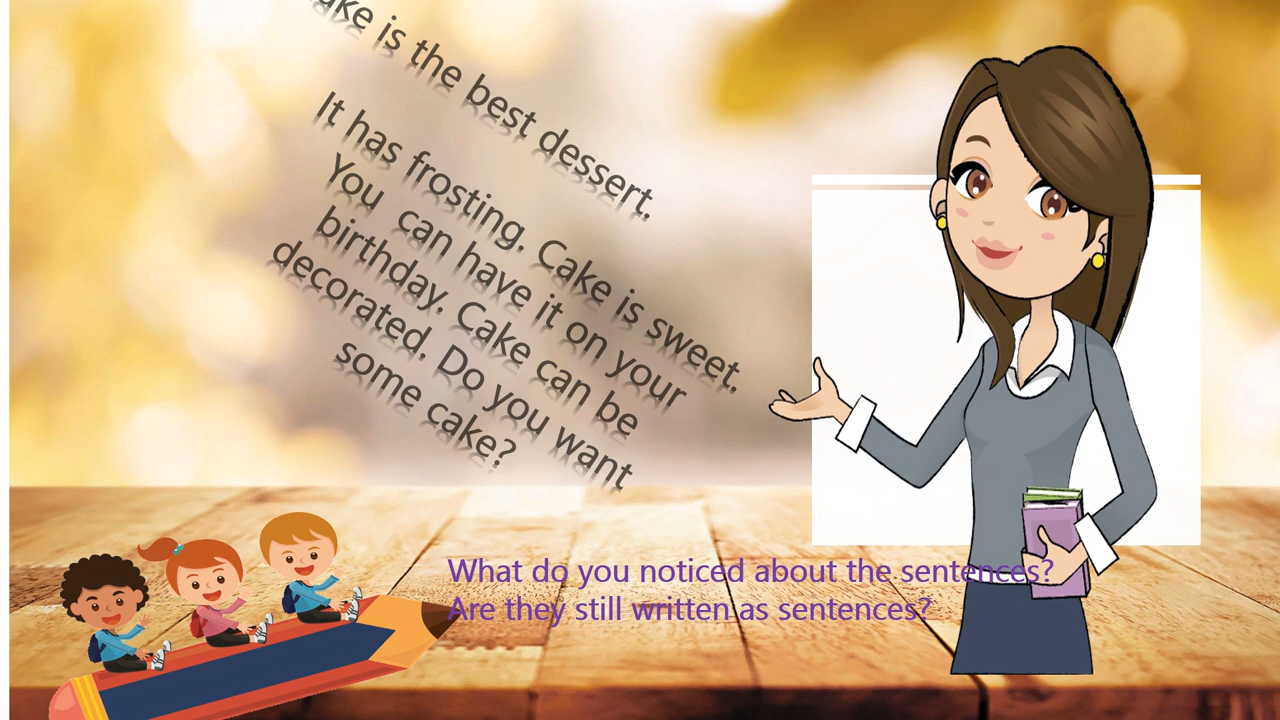 is the best dessert.
It has frosting. Cake is sweet.
You can have it on your
birthday. Cake can be
decorated. Do you want
some cake?
What do you noticed about the sentences?
Are they still written as sentences?